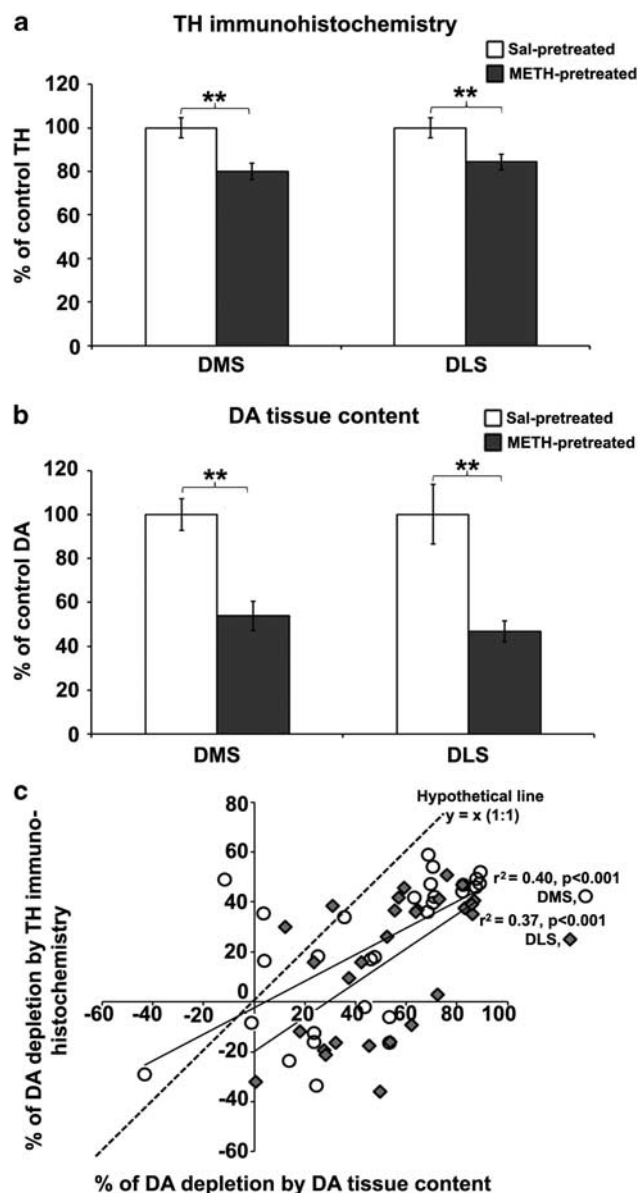 a
TH immunohistochemistry
Sal-pretreated
METH-pretreated
120
100
80
60
40
20
0
% of control TH
**
**
DMS
DLS
b
DA tissue content
Sal-pretreated
METH-pretreated
120
100
80
60
40
20
0
% of control DA
**
**
DMS
DLS
c
80
60
40
20
0
-20
-40
-60
-60
-40
-20
0
20
40
60
80
100
Hypothetical line
y = x (1:1)
r² = 0.40, p<0.001
DMS,
r² = 0.37, p<0.001
DLS,
% of DA depletion by TH immuno-
histochemistry
% of DA depletion by DA tissue content